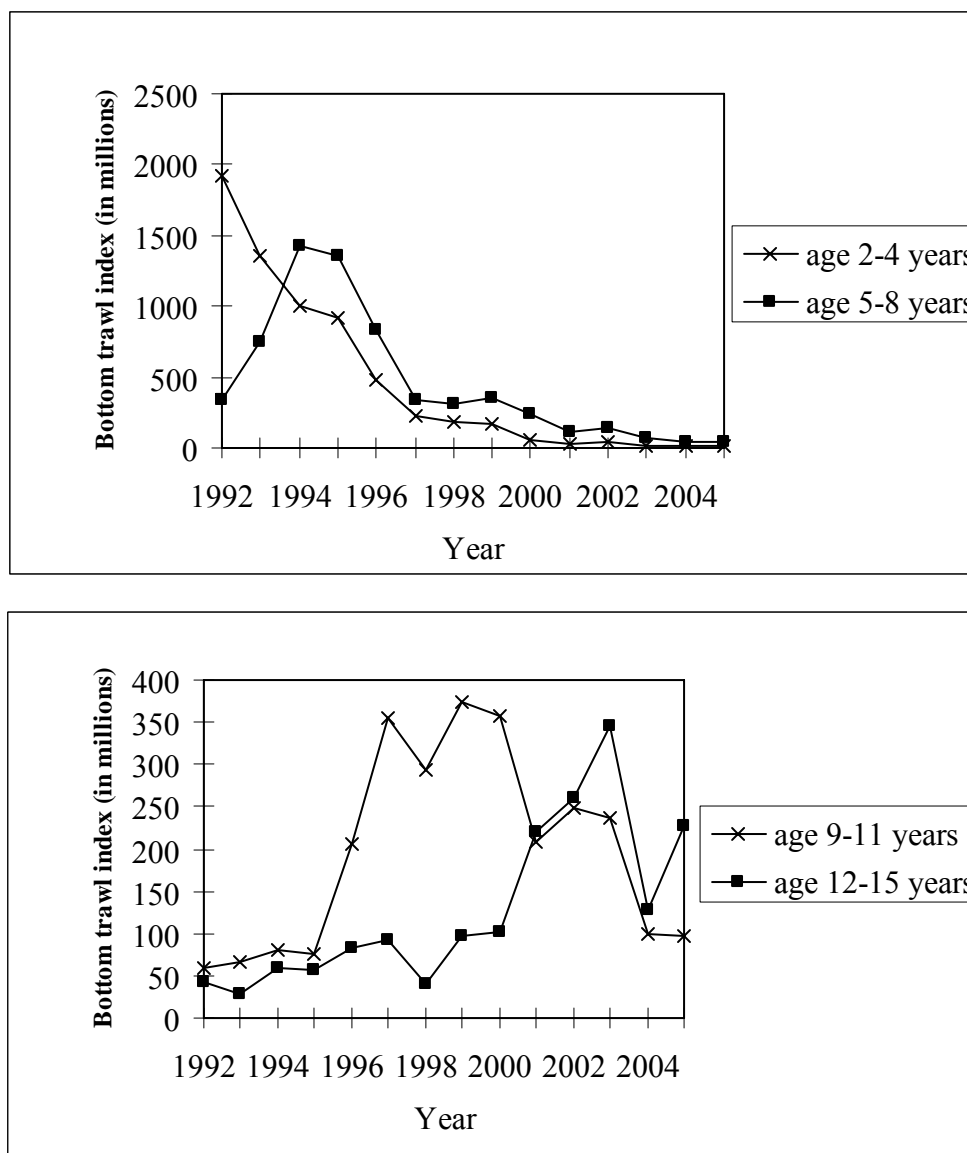 Bottom trawl index (in millions)
2500
2000
1500
1000
500
0
1992 1994 1996 1998 2000 2002 2004
Year
age 2-4 years
age 5-8 years
Bottom trawl index (in millions)
400
350
300
250
200
150
100
50
0
1992 1994 1996 1998 2000 2002 2004
Year
age 9-11 years
age 12-15 years